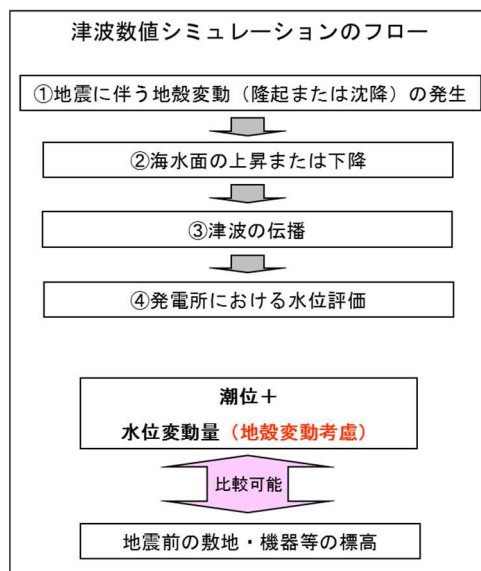 津波数値シミュレーションのフロー
①地震に伴う地殻変動（隆起または沈降）の発生
②海水面の上昇または下降
③津波の伝播
④発電所における水位評価
潮位＋
水位変動量（地殻変動考慮）
比較可能
地震前の敷地・機器等の標高